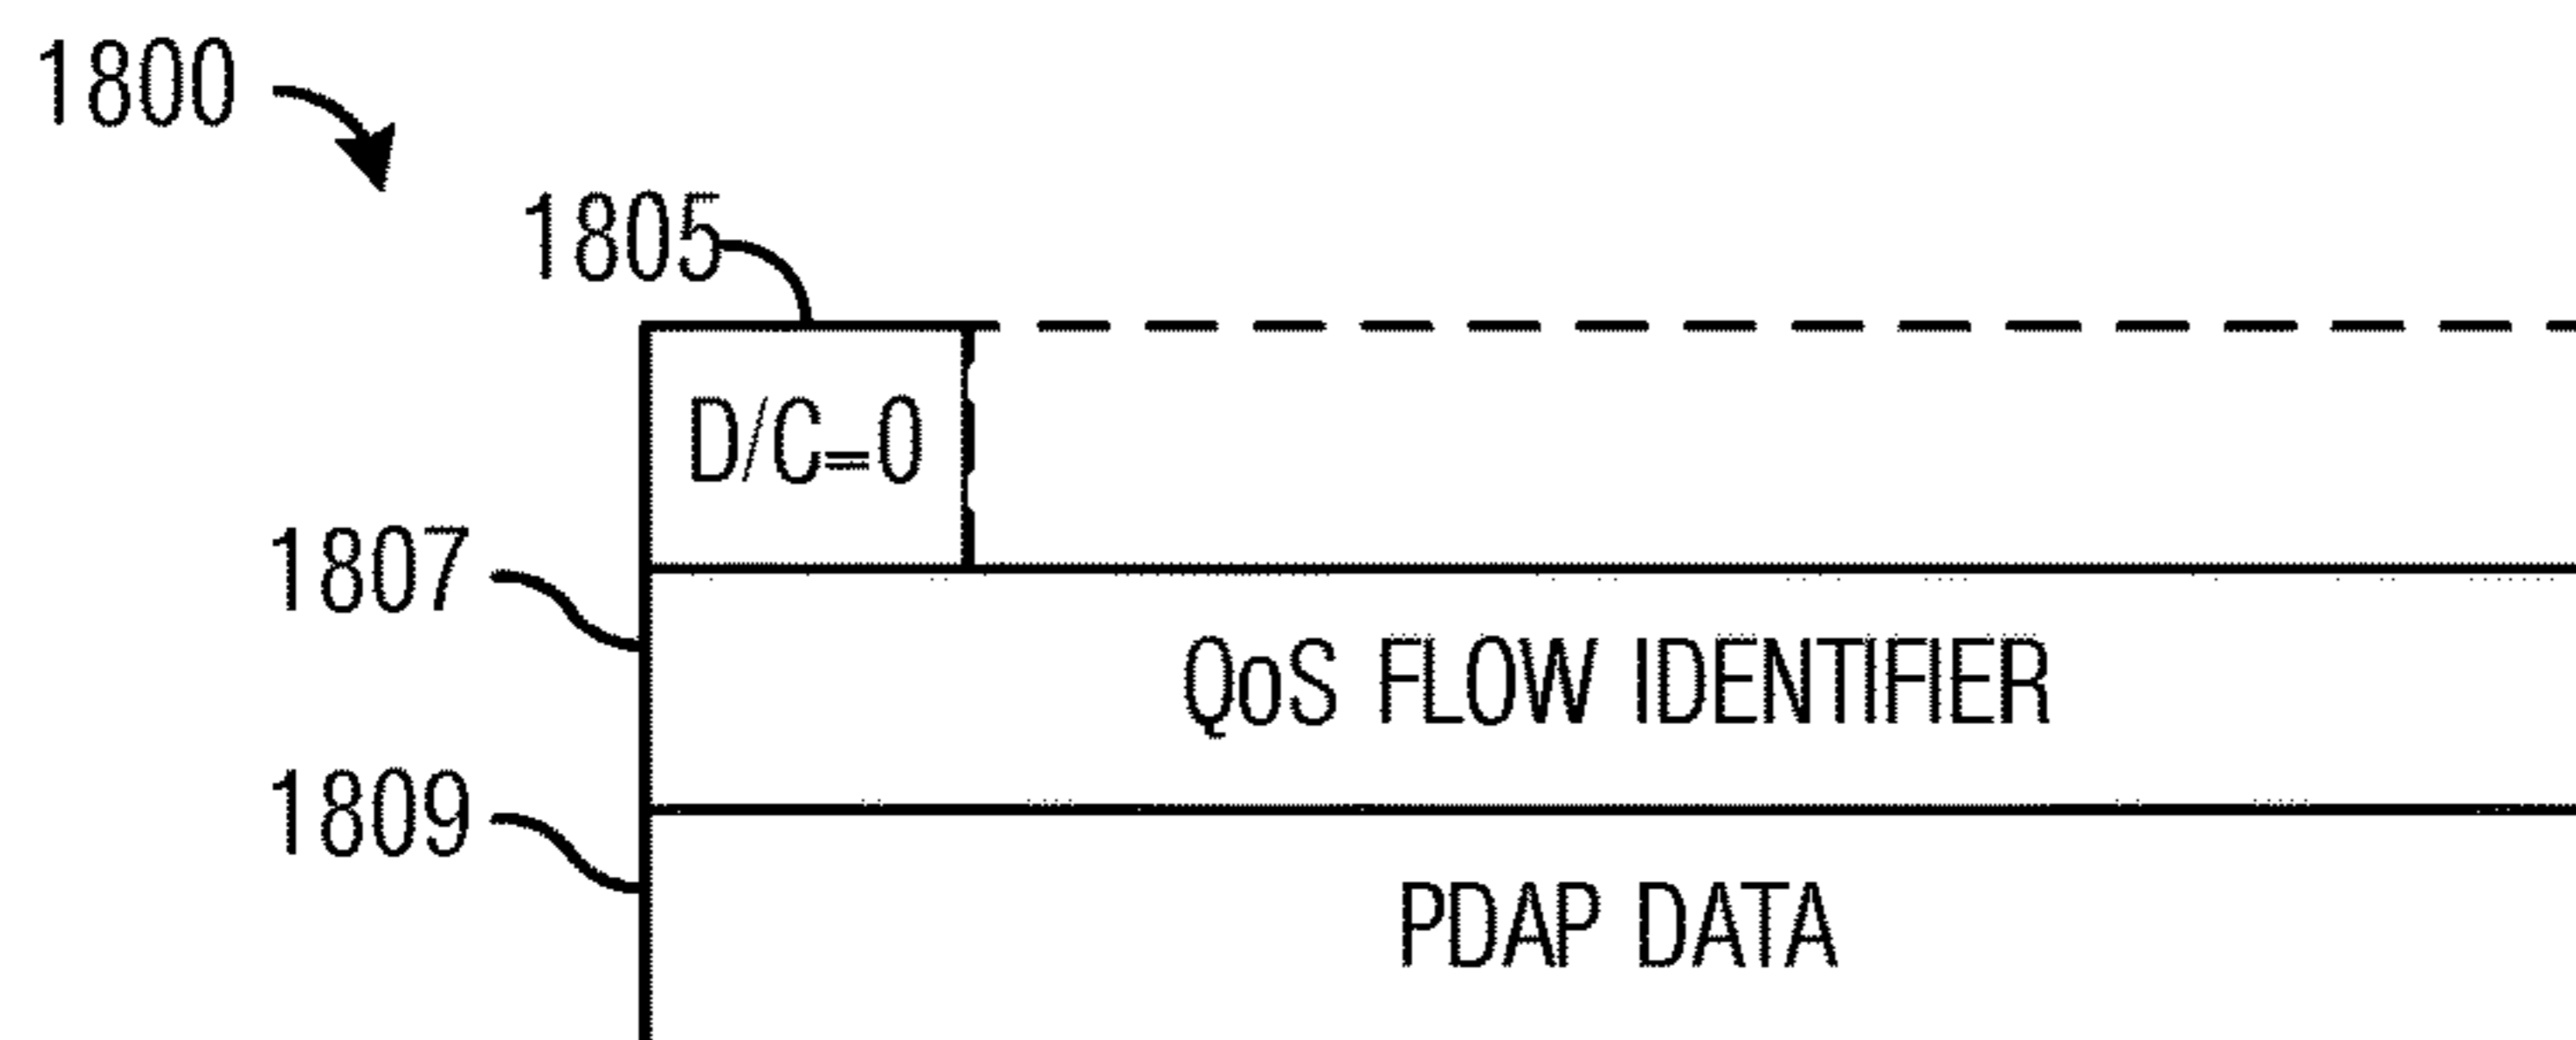 1800
1805
D/C=0
1807
QoS FLOW IDENTIFIER
1809
PDAP DATA